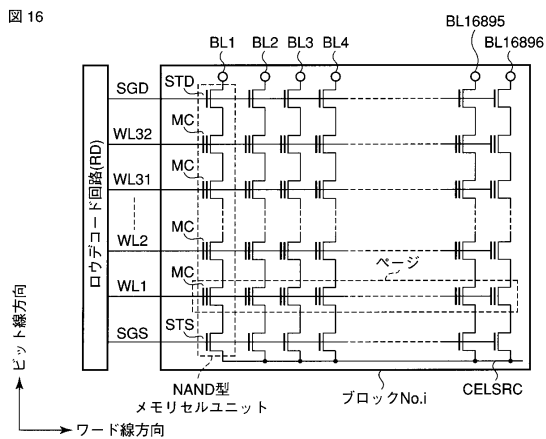 図16
BL1 BL2 BL3 BL4 BL16895 BL16896
SGD STD
WL32 MC
WL31 MC
WL2 MC
ページ
WL1 MC
SGS STS
ロウデコード回路(RD)
ビット線方向
ワード線方向
NAND型
メモリセルユニット
ブロックNo.i
CELSRC